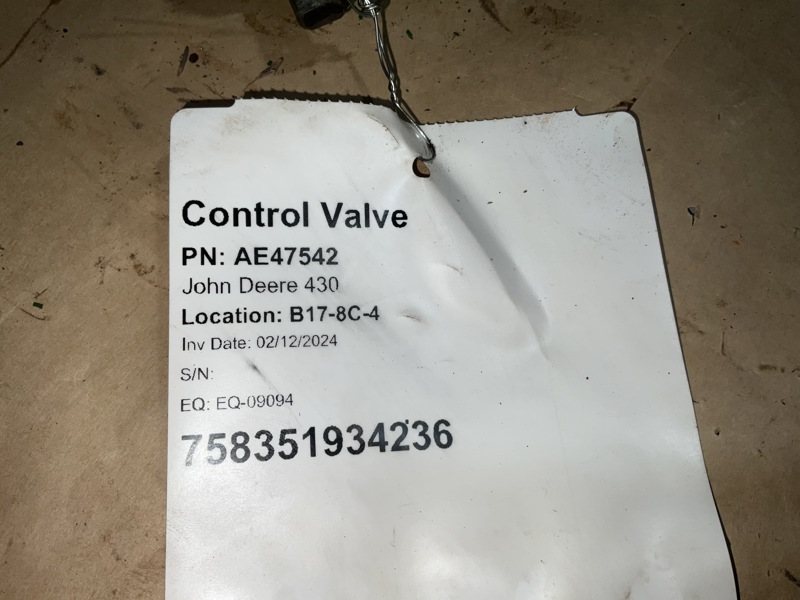 Control Valve
PN: AE47542
John Deere 430
Location: B17-8C-4
Inv Date: 02/12/2024
S/N:
EQ: EQ-09094
758351934236